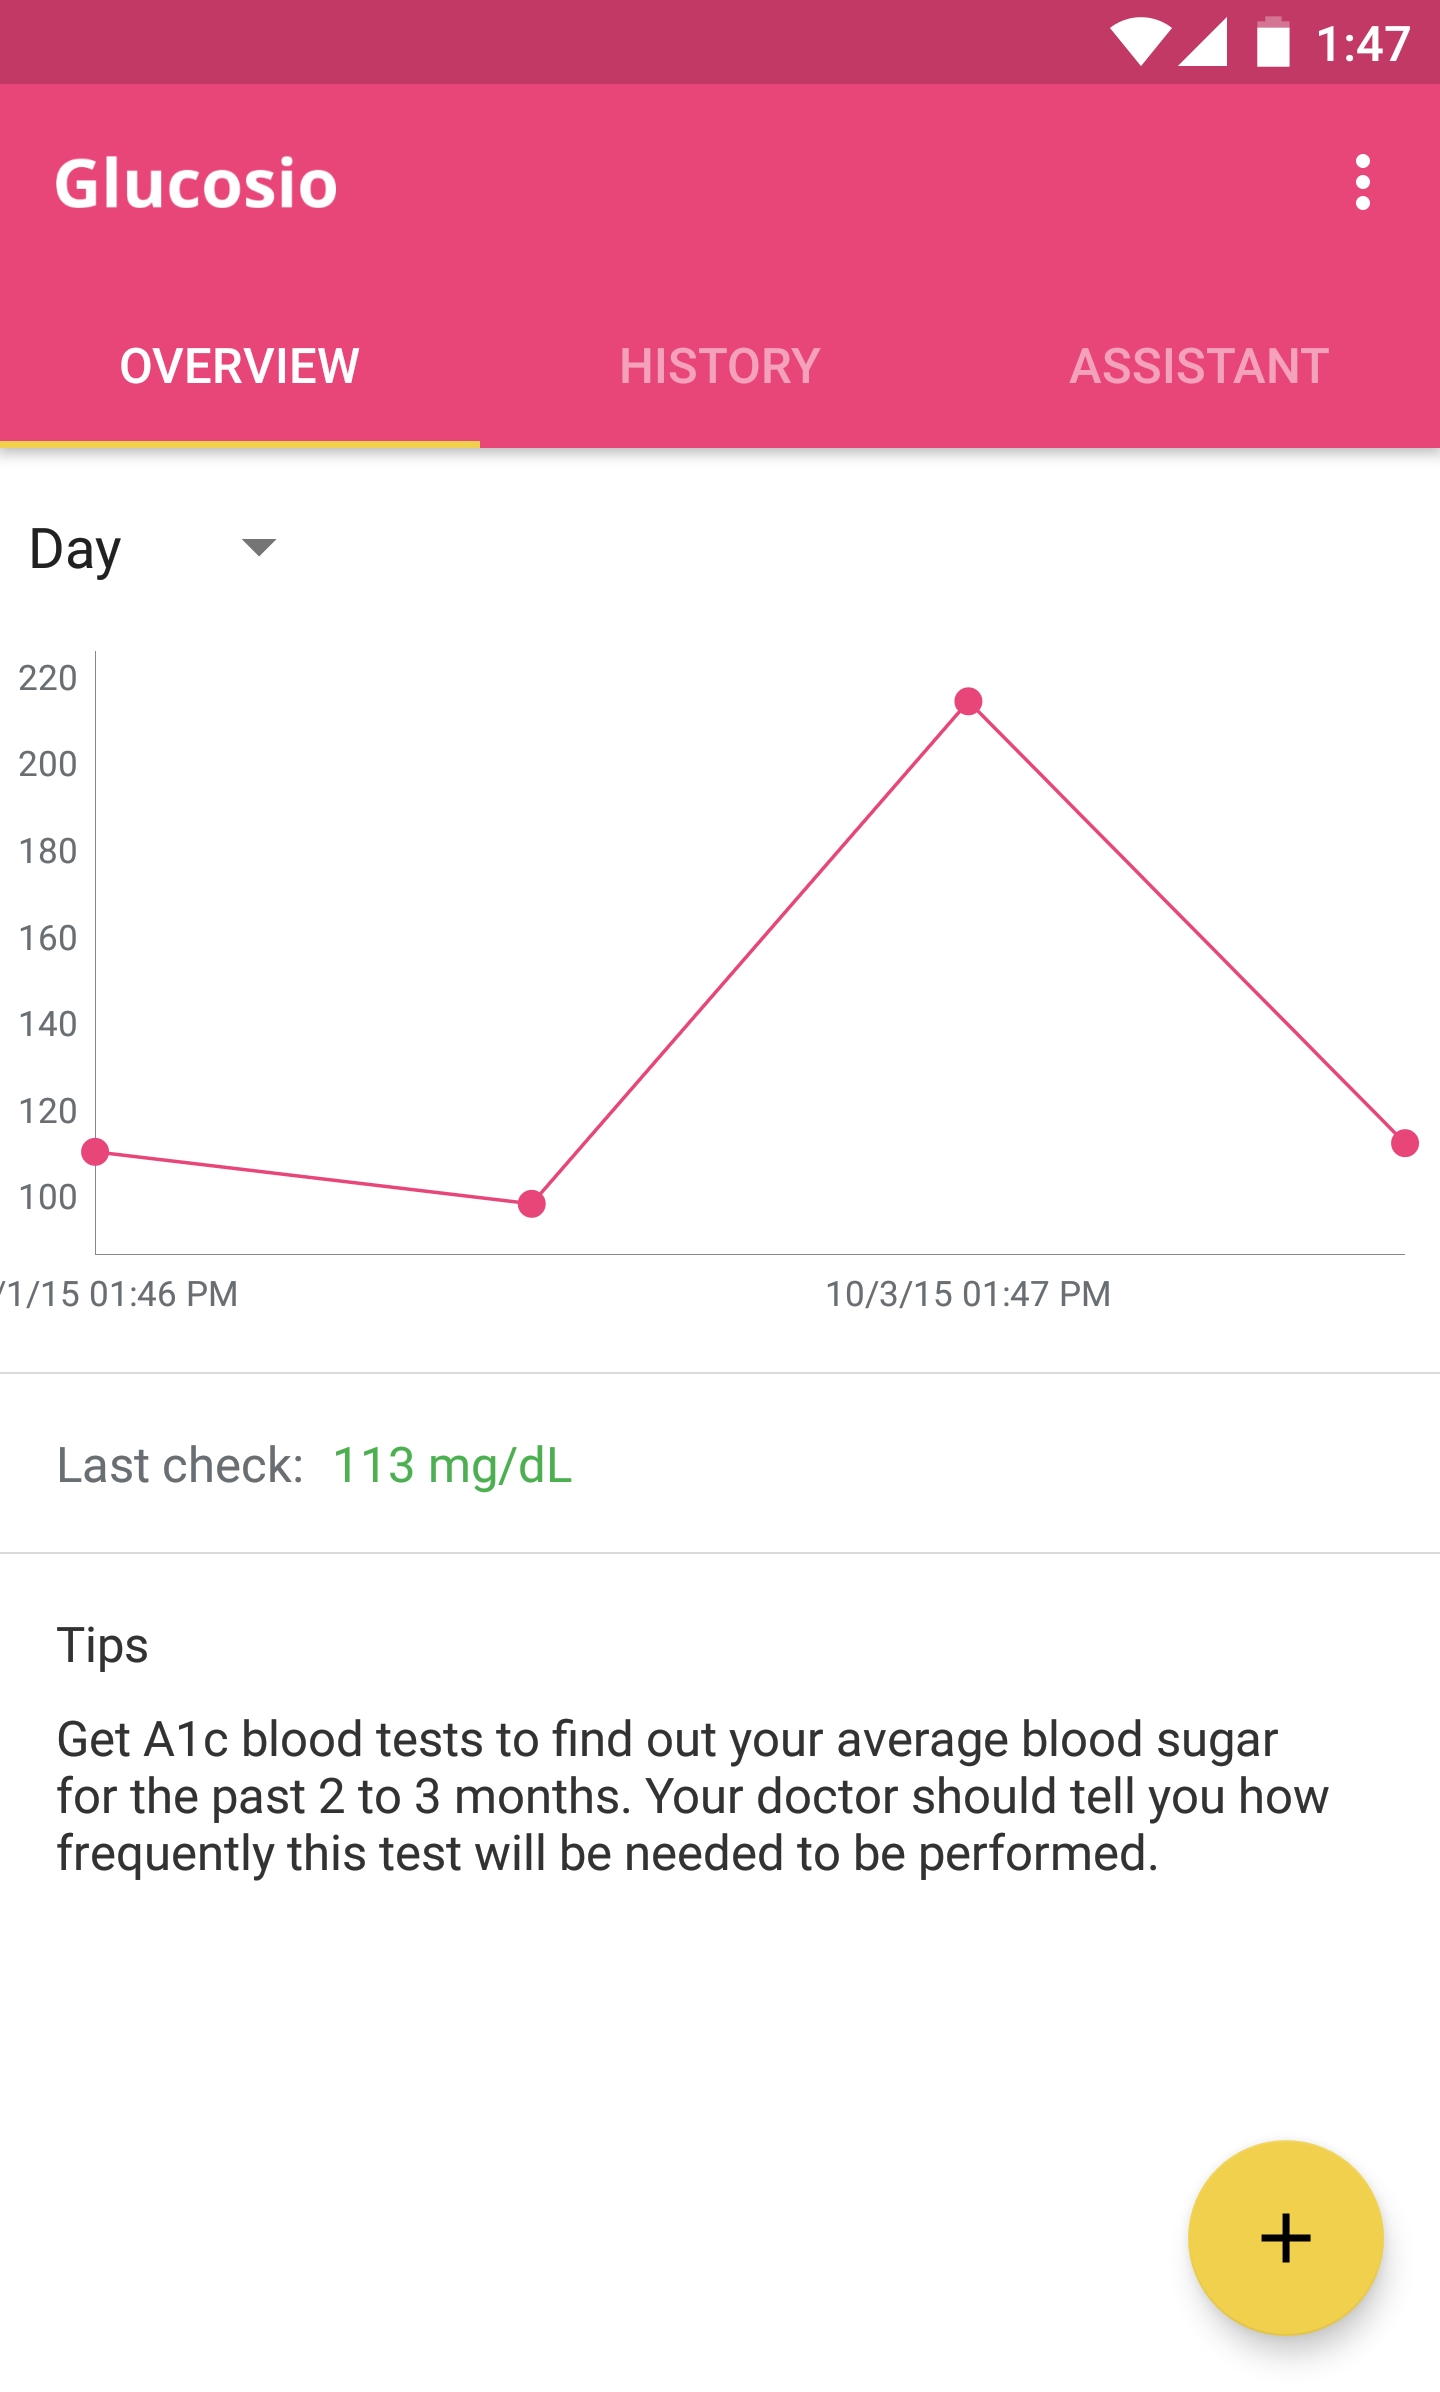 1:47
Glucosio
OVERVIEW HISTORY ASSISTANT
Day
220
200
180
160
140
120
100
/1/15 01:46 PM 10/3/15 01:47 PM
Last check: 113 mg/dL
Tips
Get A1c blood tests to find out your average blood sugar
for the past 2 to 3 months. Your doctor should tell you how
frequently this test will be needed to be performed.